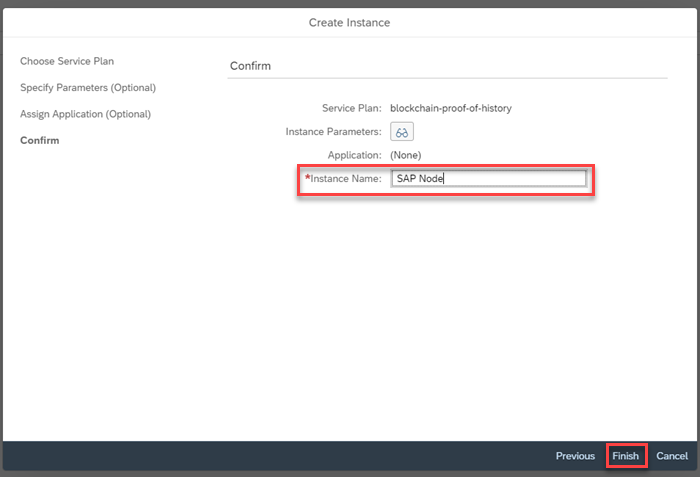 Create Instance
Choose Service Plan
Specify Parameters (Optional)
Assign Application (Optional)
Confirm
Confirm
Service Plan: blockchain-proof-of-history
Instance Parameters:
Application: (None)
*Instance Name: SAP Node
Previous Finish Cancel